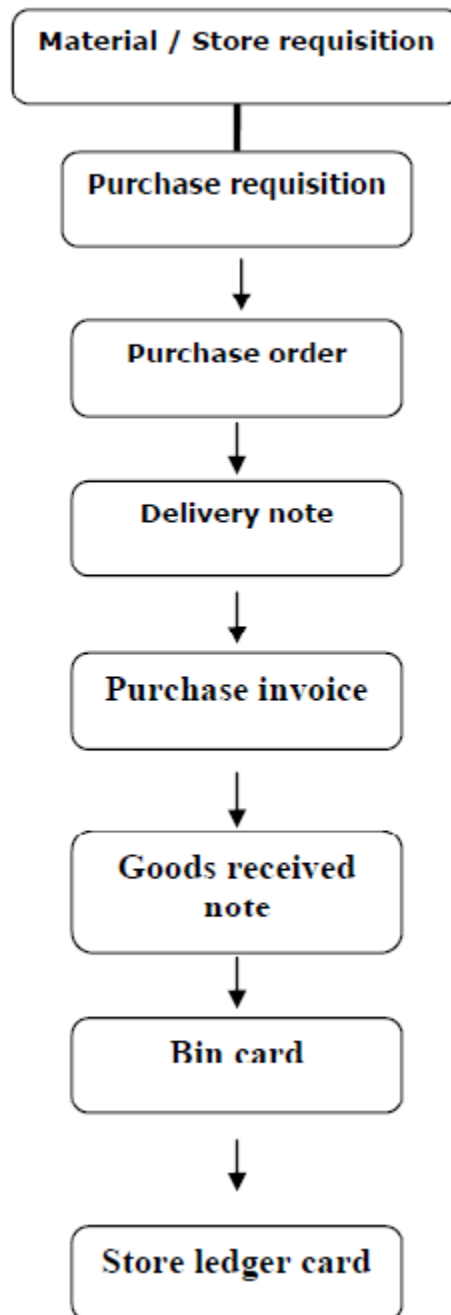 Material / Store requisition
Purchase requisition
Purchase order
Delivery note
Purchase invoice
Goods received
note
Bin card
Store ledger card